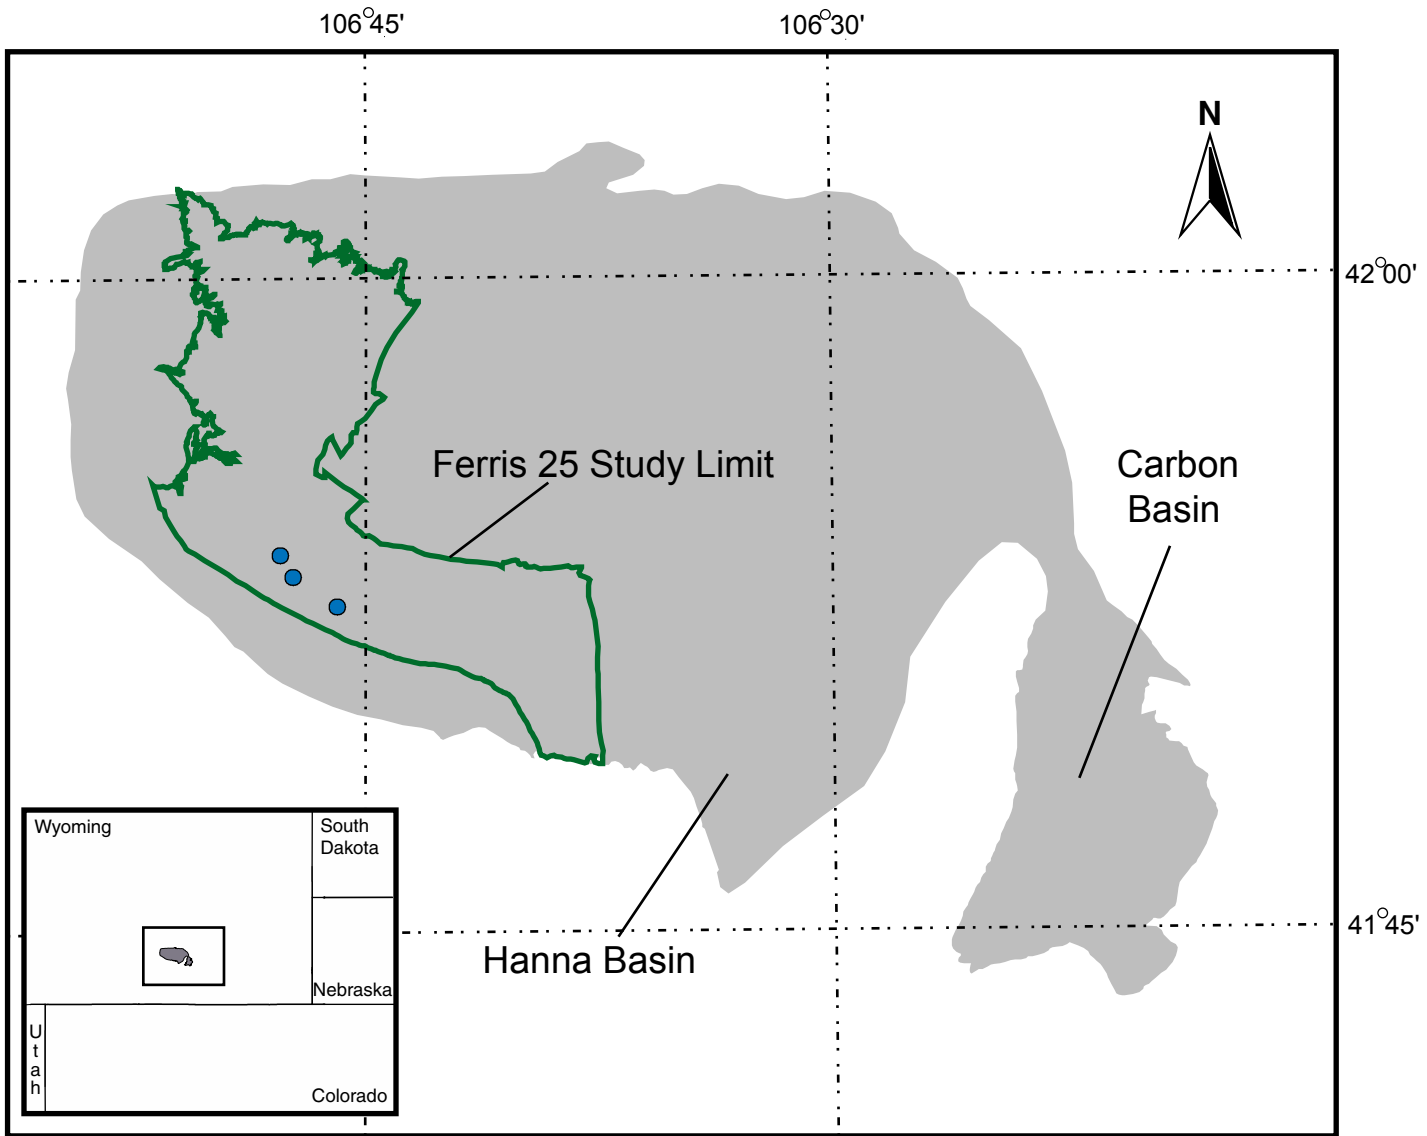 106°45'
106°30'
N
42°00'
Ferris 25 Study Limit
Carbon
Basin
Wyoming
South
Dakota
41°45'
Hanna Basin
Nebraska
Utah
Colorado